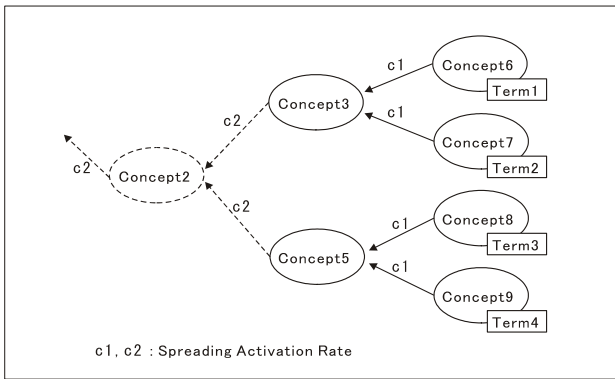 Concept6
c1
Term1
Concept3
c1
c2
Concept7
Term2
c2
Concept2
c2
Concept8
c1
Term3
Concept5
c1
Concept9
Term4
c1, c2 : Spreading Activation Rate